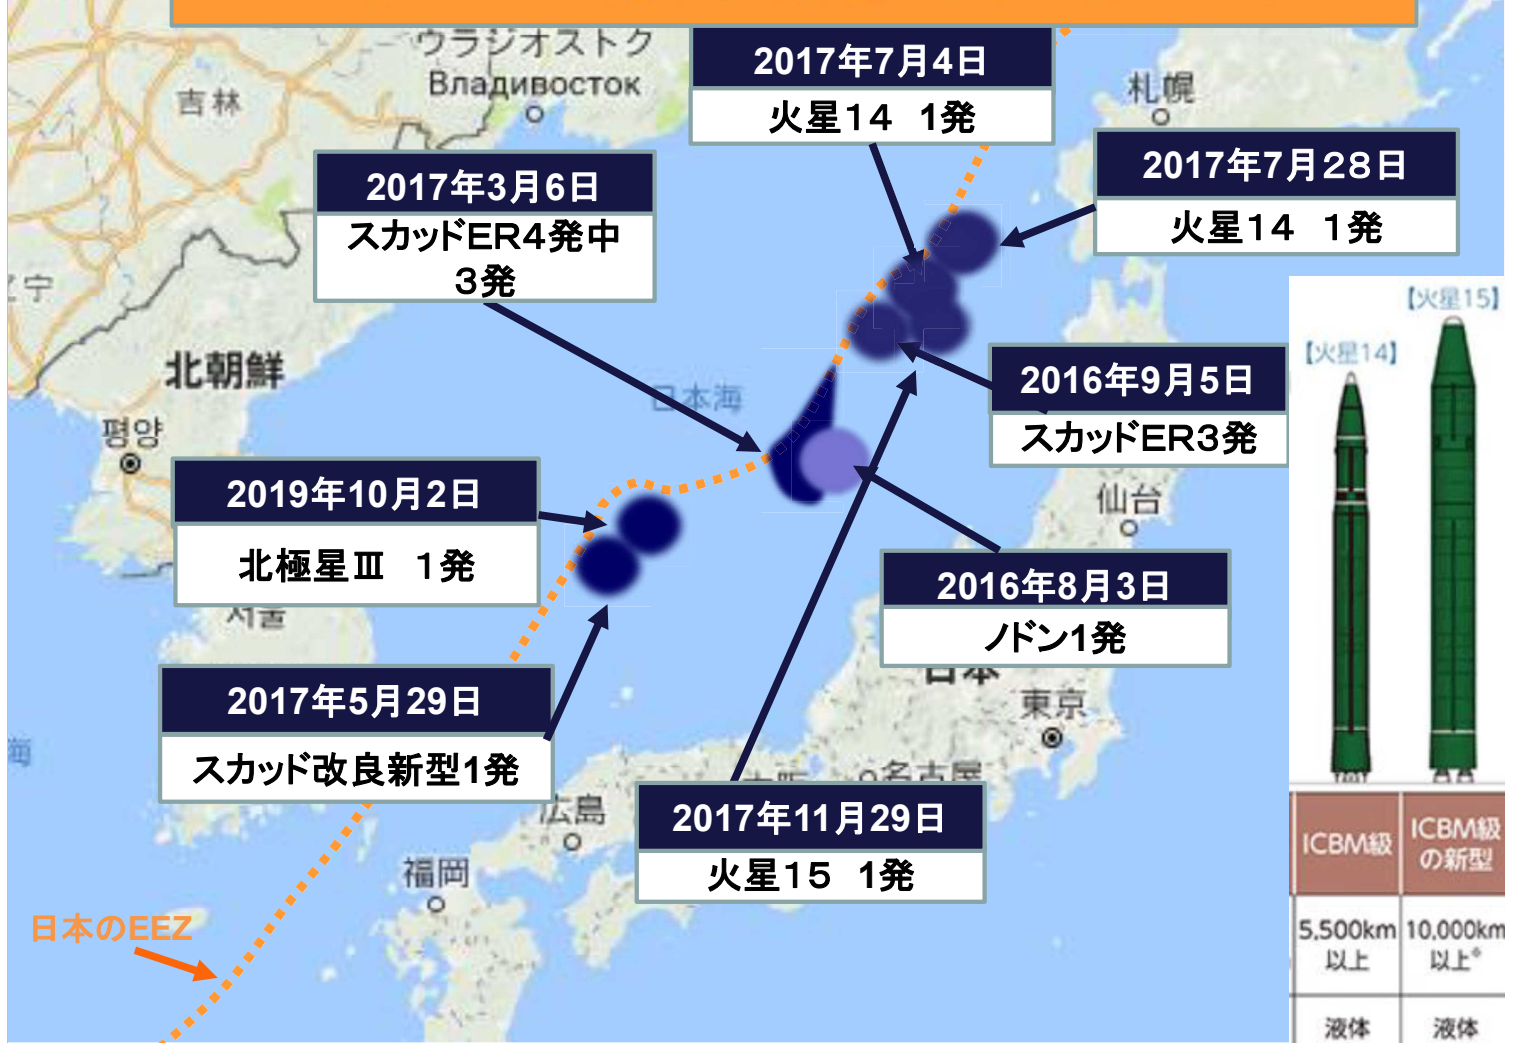 ウラジオストク
Владивосток
吉林
札幌
2017年7月4日
火星14 1発
2017年7月28日
火星14 1発
2017年3月6日
スカッドER4発中
3発
【火星15】
【火星14】
北朝鮮
平양
日本海
2016年9月5日
スカッドER3発
仙台
2019年10月2日
北極星Ⅲ 1発
서울
2016年8月3日
ノドン1発
日本
東京
2017年5月29日
スカッド改良新型1発
名古屋
広島
2017年11月29日
火星15 1発
福岡
日本のEEZ
海
ICBM級
ICBM級
の新型
5,500km
以上
10,000km
以上※
液体
液体